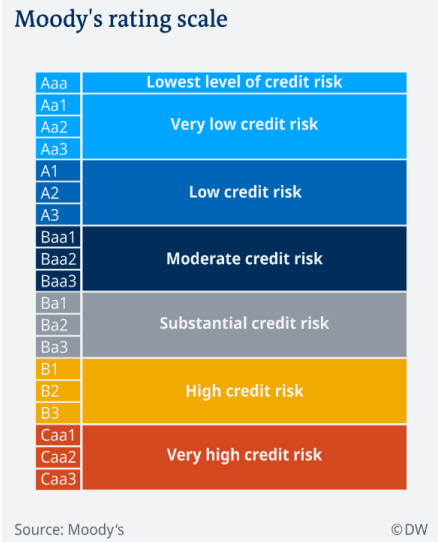 Moody's rating scale
Aaa Lowest level of credit risk
Aa1
Aa2 Very low credit risk
Aa3
A1
A2 Low credit risk
A3
Baa1
Baa2 Moderate credit risk
Baa3
Ba1
Ba2 Substantial credit risk
Ba3
B1
B2 High credit risk
B3
Caa1
Caa2 Very high credit risk
Caa3
Source: Moody‘s ©DW